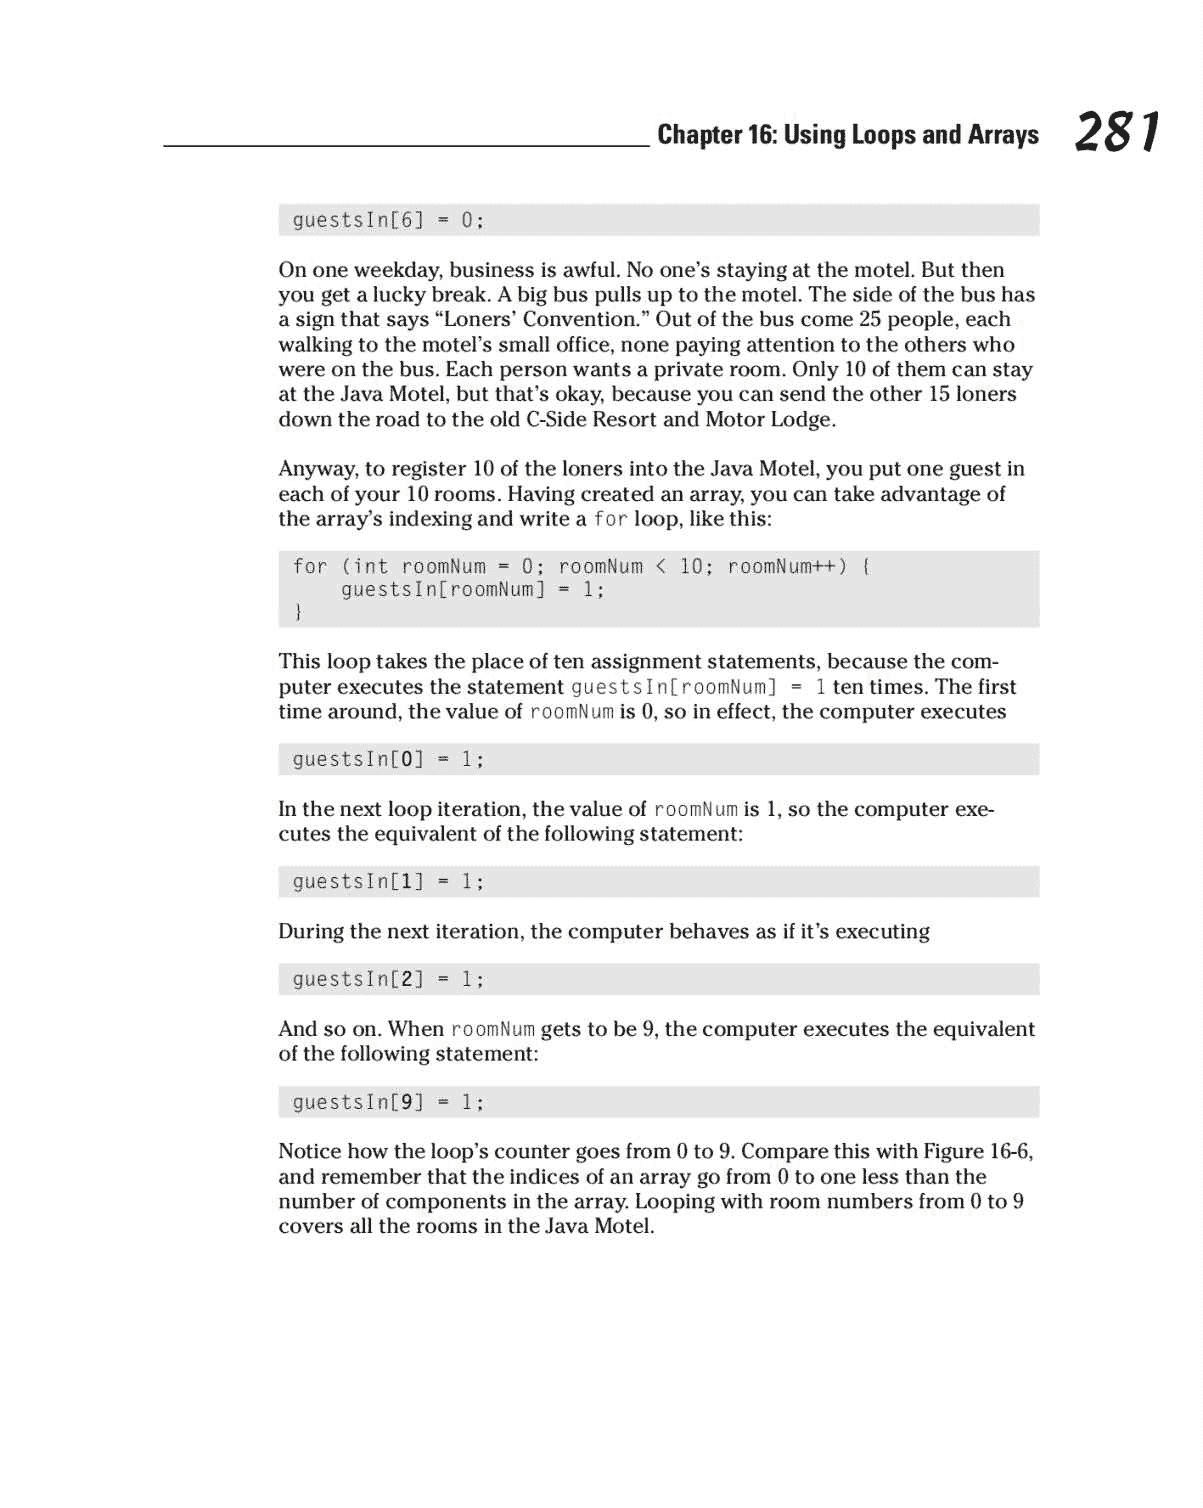 Chapter 16: Using Loops and Arrays 281
guestsIn[6] = 0;
On one weekday, business is awful. No one’s staying at the motel. But then
you get a lucky break. A big bus pulls up to the motel. The side of the bus has
a sign that says “Loners’ Convention.” Out of the bus come 25 people, each
walking to the motel’s small office, none paying attention to the others who
were on the bus. Each person wants a private room. Only 10 of them can stay
at the Java Motel, but that’s okay, because you can send the other 15 loners
down the road to the old C-Side Resort and Motor Lodge.
Anyway, to register 10 of the loners into the Java Motel, you put one guest in
each of your 10 rooms. Having created an array, you can take advantage of
the array’s indexing and write a for loop, like this:
for (int roomNum = 0; roomNum < 10; roomNum++) {
    guestsIn[roomNum] = 1;
}
This loop takes the place of ten assignment statements, because the com-
puter executes the statement guestsIn[roomNum] = 1 ten times. The first
time around, the value of roomNum is 0, so in effect, the computer executes
guestsIn[0] = 1;
In the next loop iteration, the value of roomNum is 1, so the computer exe-
cutes the equivalent of the following statement:
guestsIn[1] = 1;
During the next iteration, the computer behaves as if it’s executing
guestsIn[2] = 1;
And so on. When roomNum gets to be 9, the computer executes the equivalent
of the following statement:
guestsIn[9] = 1;
Notice how the loop’s counter goes from 0 to 9. Compare this with Figure 16-6,
and remember that the indices of an array go from 0 to one less than the
number of components in the array. Looping with room numbers from 0 to 9
covers all the rooms in the Java Motel.